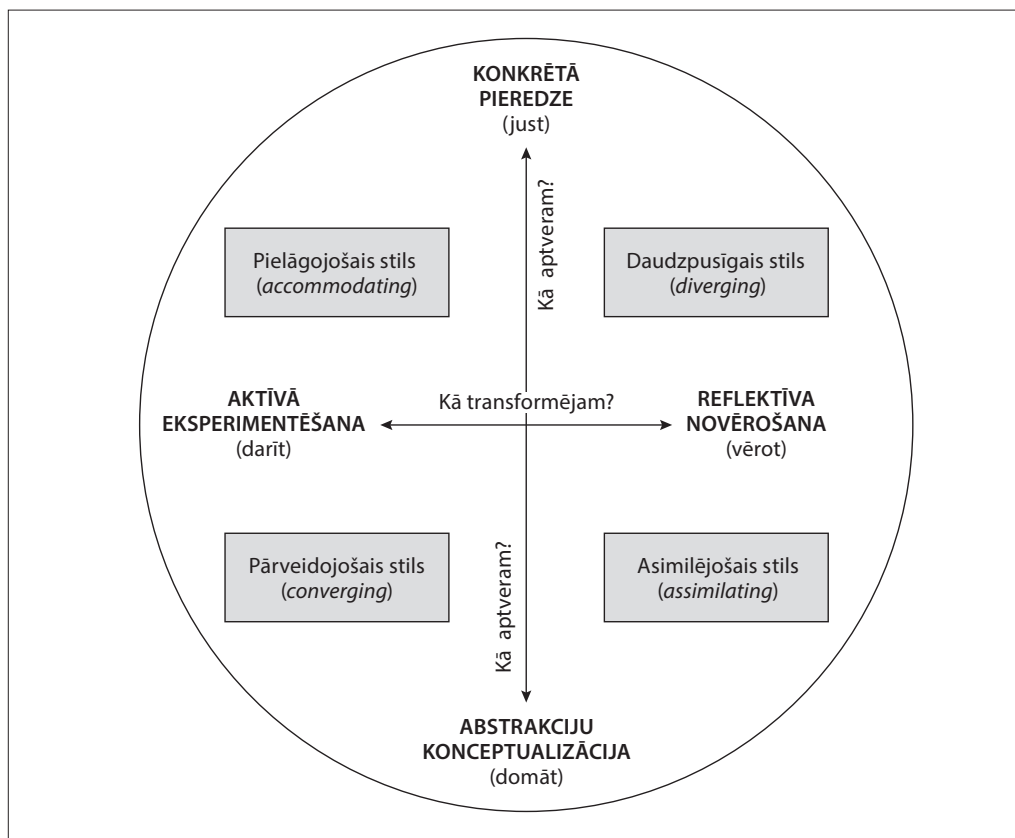 KONKRĒTĀ
PIEREDZE
(just)
Kā aptveram?
Pielāgojošais stils
(accommodating)
Daudzpusīgais stils
(diverging)
AKTĪVĀ
EKSPERIMENTĒŠANA
(darīt)
Kā transformējam?
REFLEKTĪVA
NOVĒROŠANA
(vērot)
Pārveidojošais stils
(converging)
Kā aptveram?
Asimilējošais stils
(assimilating)
ABSTRAKCIJU
KONCEPTUALIZĀCIJA
(domāt)